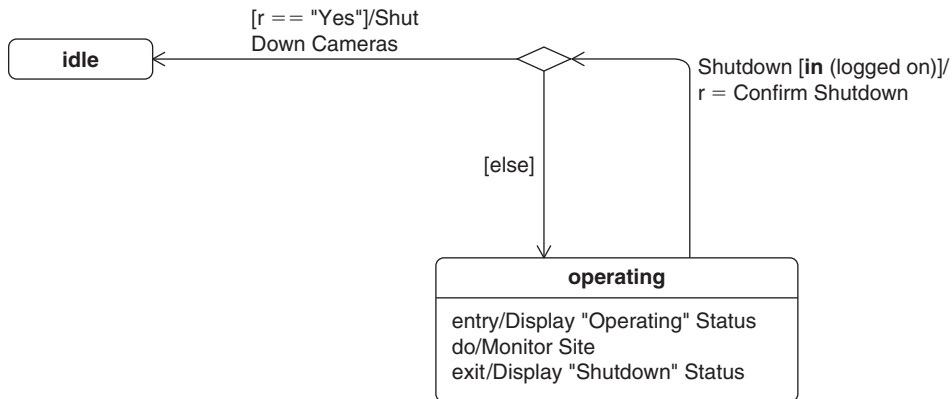 [r == "Yes"]/Shut
Down Cameras
idle
Shutdown [in (logged on)]/
r = Confirm Shutdown
[else]
operating
entry/Display "Operating" Status
do/Monitor Site
exit/Display "Shutdown" Status